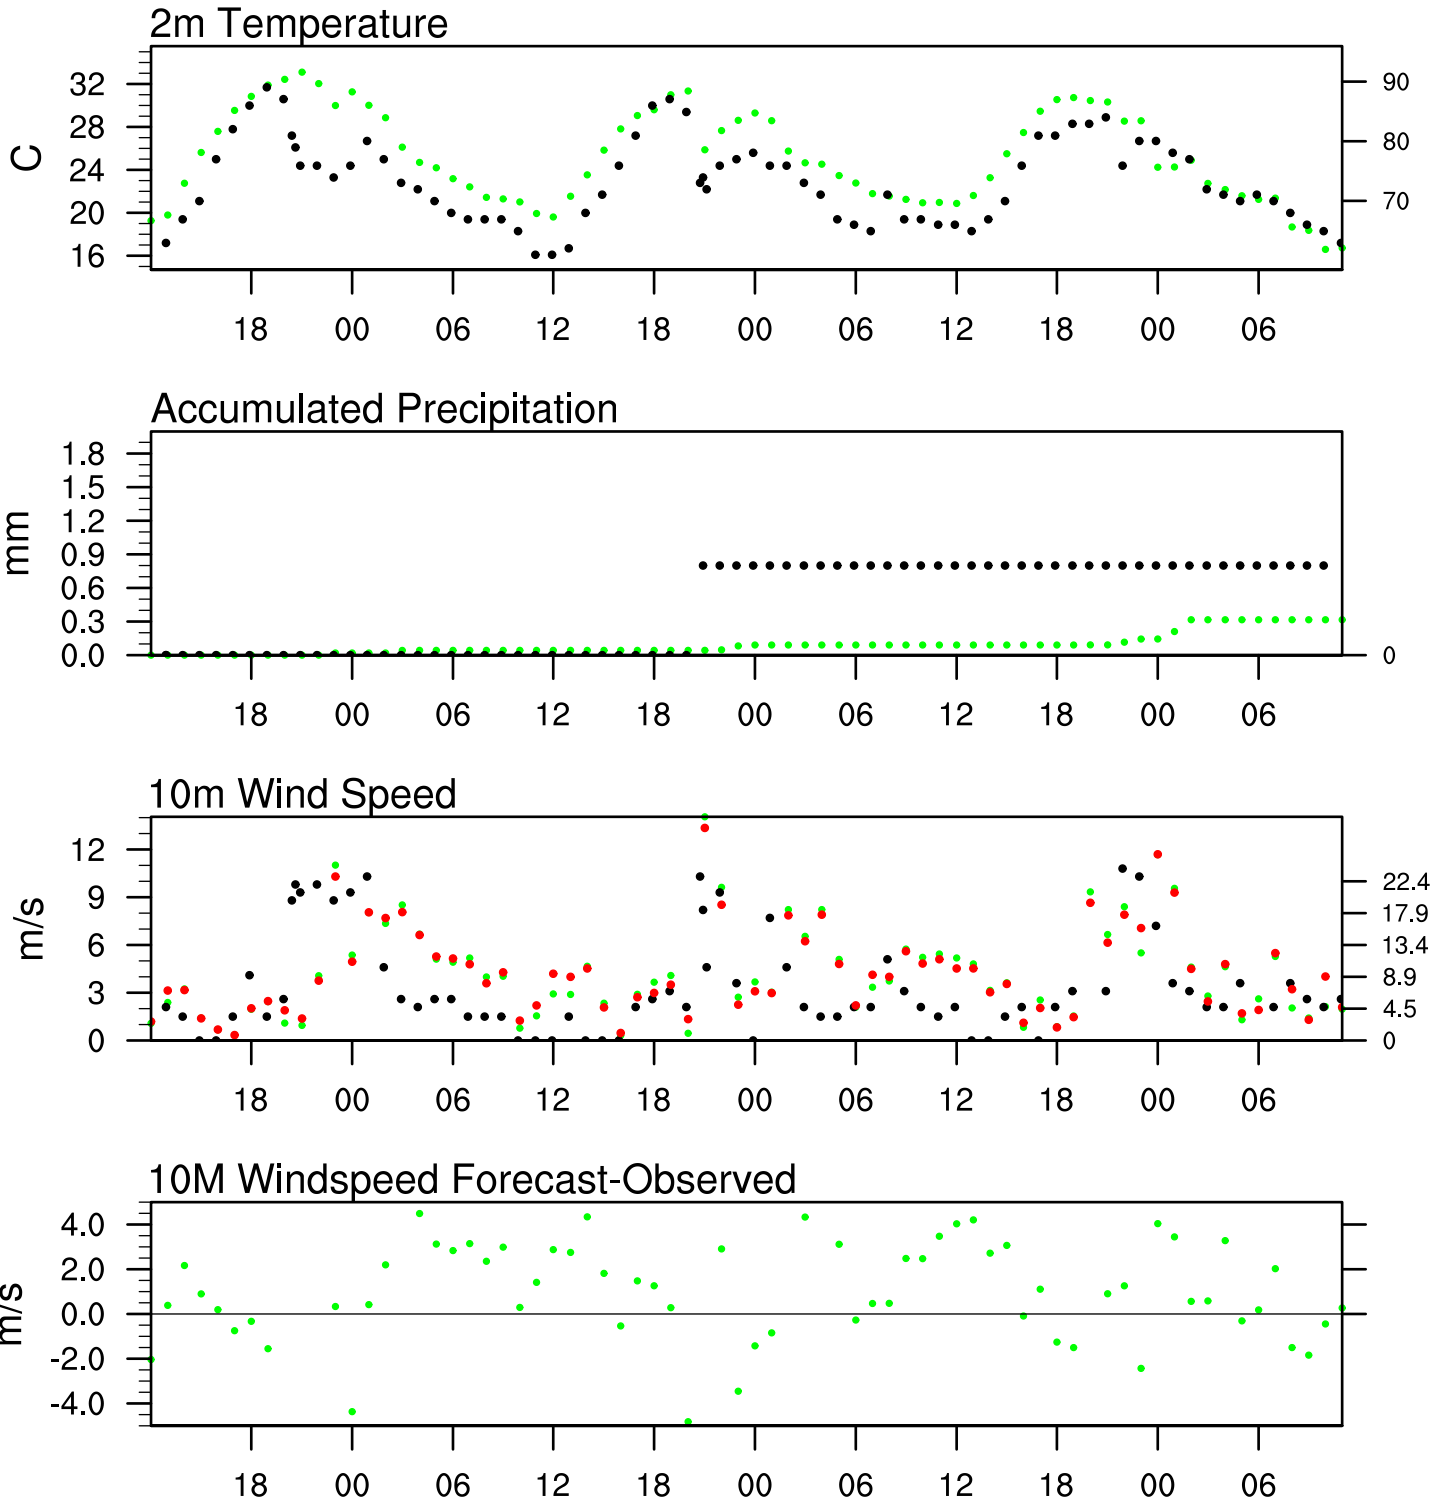 2m Temperature
C
32
28
24
20
16
90
80
70
18 00 06 12 18 00 06 12 18 00 06
Accumulated Precipitation
mm
1.8
1.5
1.2
0.9
0.6
0.3
0.0
0
18 00 06 12 18 00 06 12 18 00 06
10m Wind Speed
m/s
12
9
6
3
0
22.4
17.9
13.4
8.9
4.5
0
18 00 06 12 18 00 06 12 18 00 06
10M Windspeed Forecast-Observed
m/s
4.0
2.0
0.0
-2.0
-4.0
18 00 06 12 18 00 06 12 18 00 06